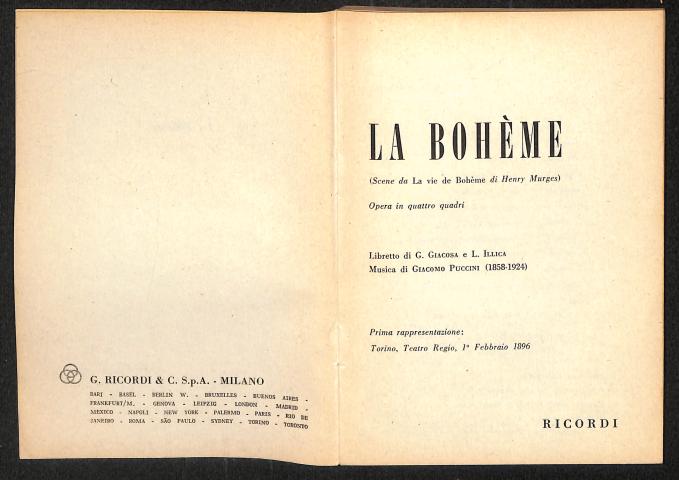 G. RICORDI & C. S.p.A. - MILANO
BARI - BASEL - BERLIN W. - BRUXELLES - BUENOS AIRES -
FRANKFURT/M. - GENOVA - LEIPZIG - LONDON - MADRID -
MEXICO - NAPOLI - NEW YORK - PALERMO - PARIS - RIO DE
JANEIRO - ROMA - SÃO PAULO - SYDNEY - TORINO - TORONTO
LA BOHÈME
(Scene da La vie de Bohème di Henry Murges)
Opera in quattro quadri
Libretto di G. GIACOSA e L. ILLICA
Musica di GIACOMO PUCCINI (1858-1924)
Prima rappresentazione:
Torino, Teatro Regio, 1º Febbraio 1896
RICORDI